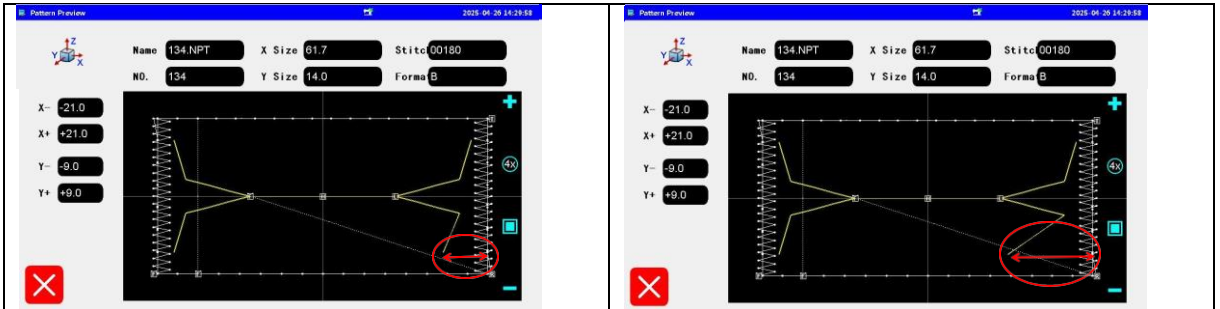 Pattern Preview 2025-04-26 14:29:58
Name 134.NPT X Size 61.7 Stitc 00180
NO. 134 Y Size 14.0 Forma B
Z
Y
X
X- -21.0
X+ +21.0
Y- -9.0
Y+ +9.0
4x
Pattern Preview 2025-04-26 14:29:58
Name 134.NPT X Size 61.7 Stitc 00180
NO. 134 Y Size 14.0 Forma B
Z
Y
X
X- -21.0
X+ +21.0
Y- -9.0
Y+ +9.0
4x